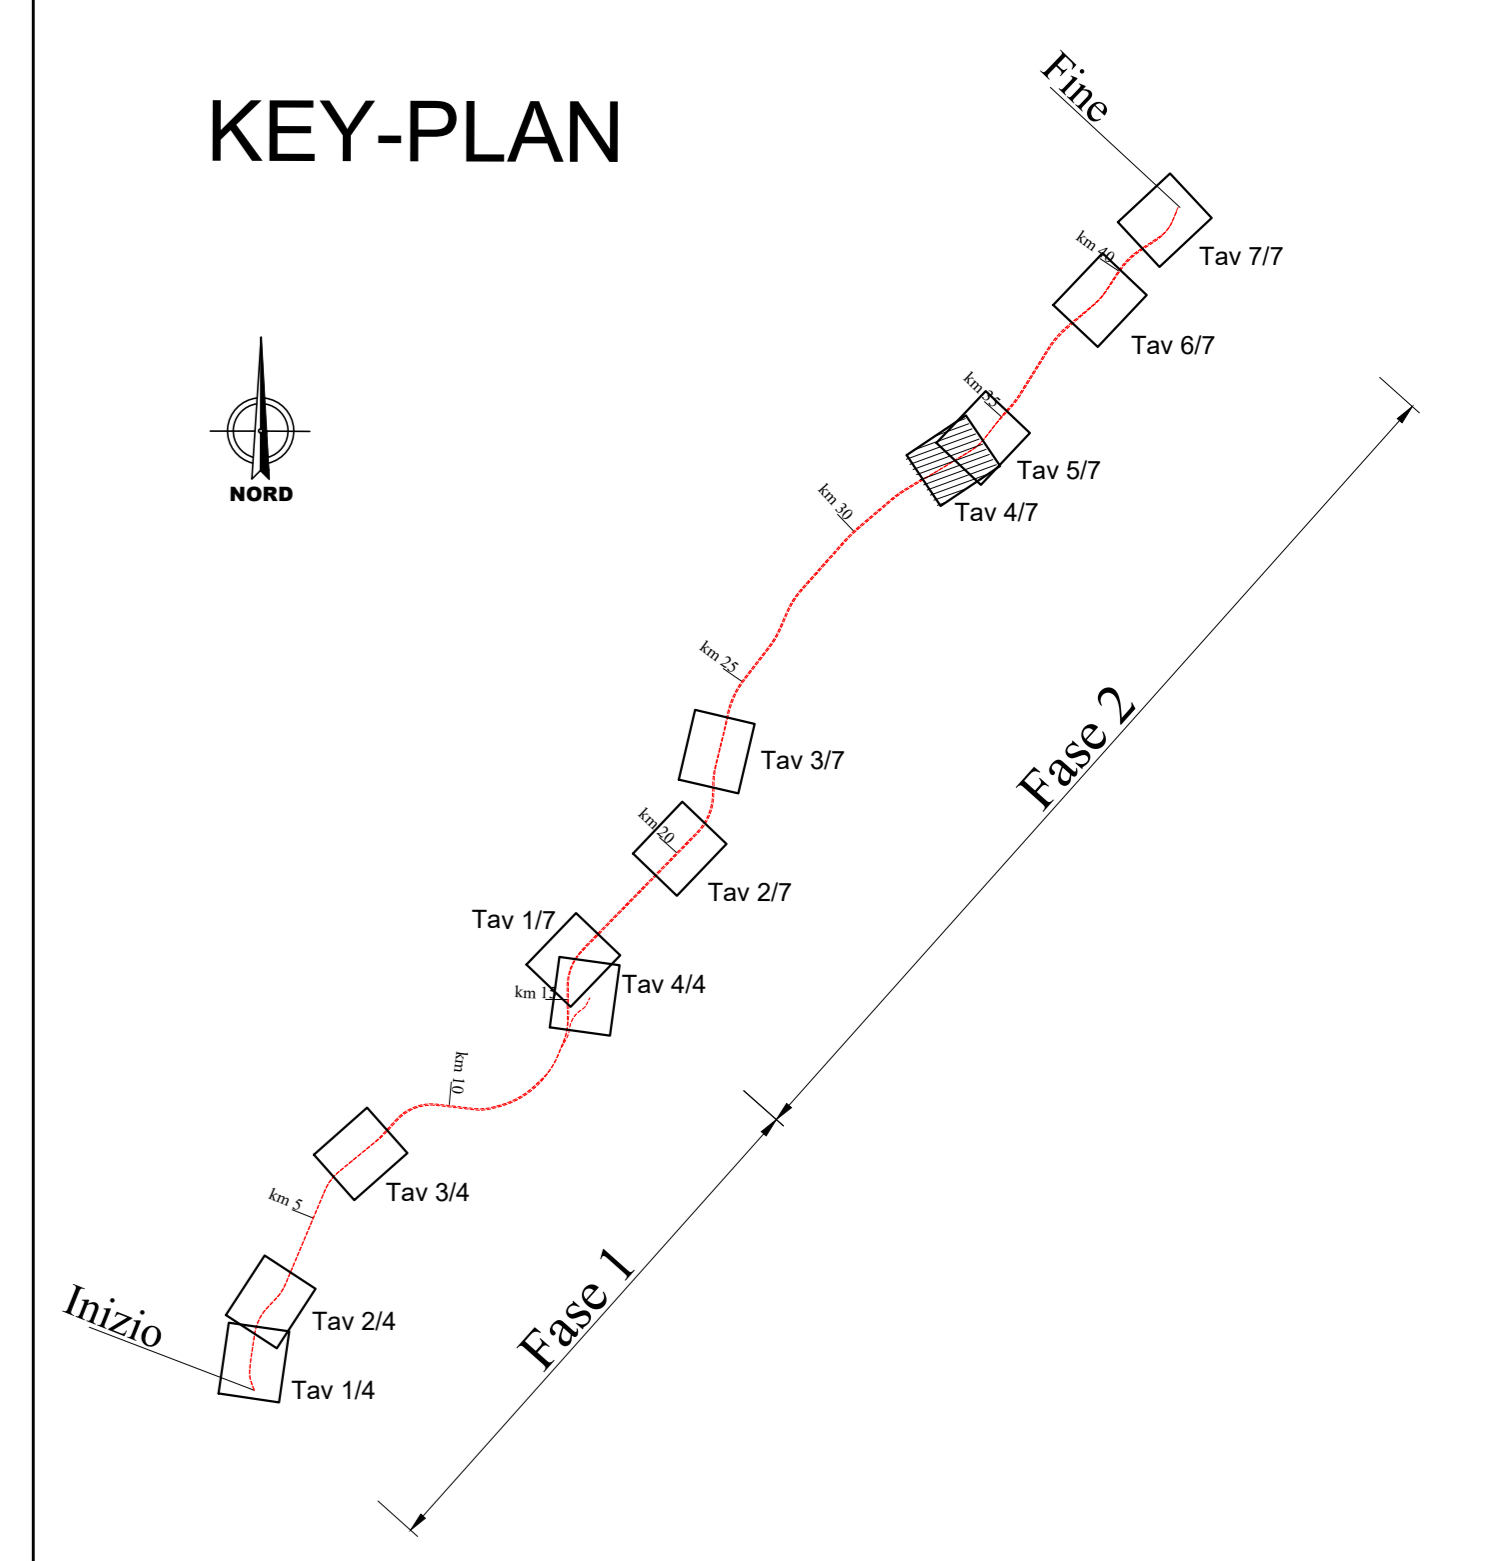 KEY-PLAN
Fine
Tav 7/7
km 40
Tav 6/7
NORD
km 35
Tav 5/7
Tav 4/7
km 30
km 25
Fase 2
Tav 3/7
km 20
Tav 2/7
Tav 1/7
Tav 4/4
km 15
km 10
Tav 3/4
km 5
Fase 1
Inizio
Tav 2/4
Tav 1/4